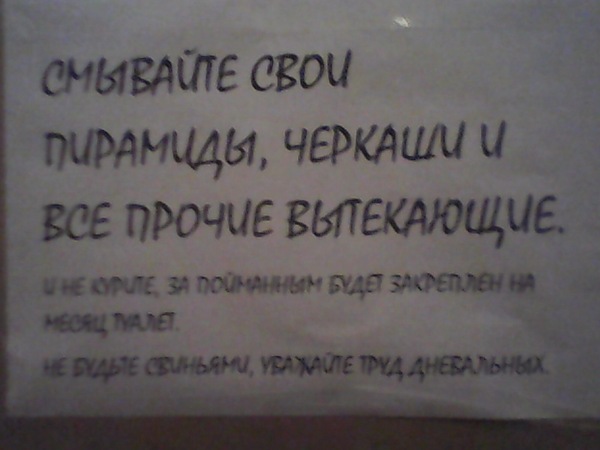 СМЫВАЙТЕ СВОИ
ПИРАМИДЫ, ЧЕРКАШИ И
ВСЕ ПРОЧИЕ ВЫТЕКАЮЩИЕ.
И НЕ КУРИТЕ, ЗА ПОЙМАННЫМ БУДЕТ ЗАКРЕПЛЕН НА
МЕСЯЦ ТУАЛЕТ.
НЕ БУДЬТЕ СВИНЬЯМИ, УВАЖАЙТЕ ТРУД ДНЕВАЛЬНЫХ.